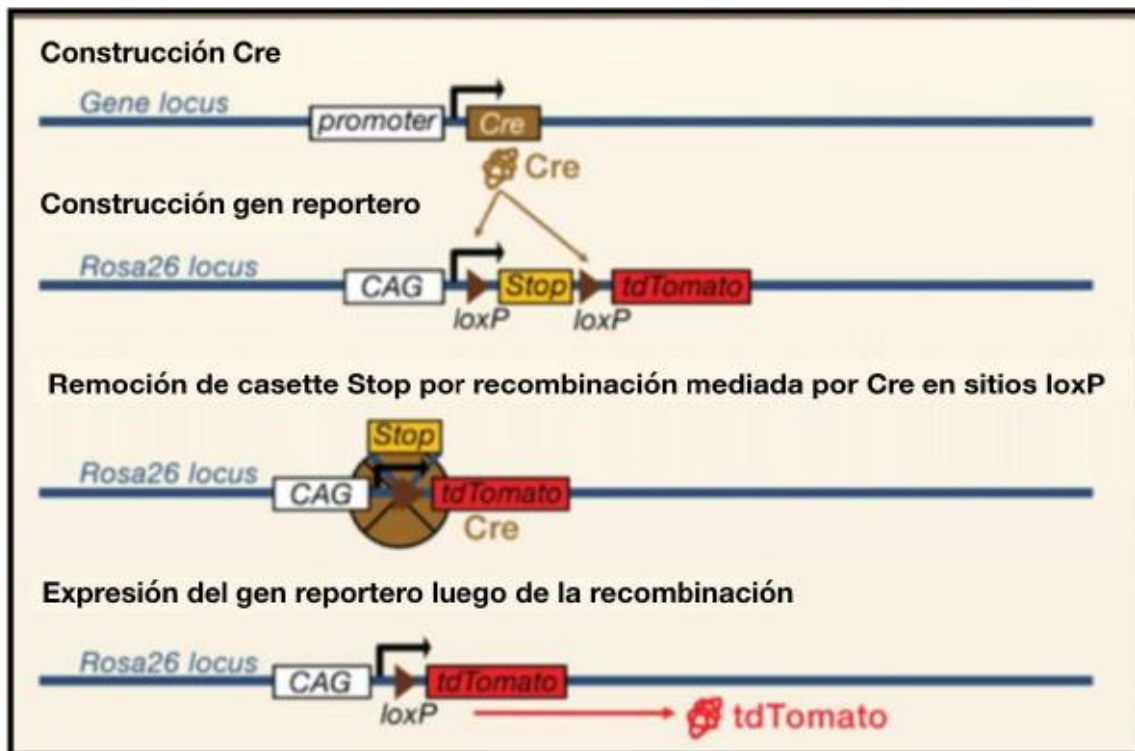 Construcción Cre
Gene locus
promoter
Cre
Cre
Construcción gen reportero
Rosa26 locus
CAG
Stop
tdTomato
loxP
loxP
Remoción de casette Stop por recombinación mediada por Cre en sitios loxP
Stop
Rosa26 locus
CAG
tdTomato
Cre
Expresión del gen reportero luego de la recombinación
Rosa26 locus
CAG
tdTomato
loxP
tdTomato